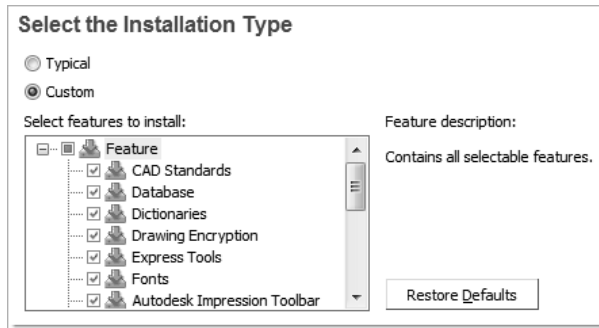 Select the Installation Type
Typical
Custom
Select features to install:
Feature description:
Feature
Contains all selectable features.
CAD Standards
Database
Dictionaries
Drawing Encryption
Express Tools
Fonts
Autodesk Impression Toolbar
Restore Defaults